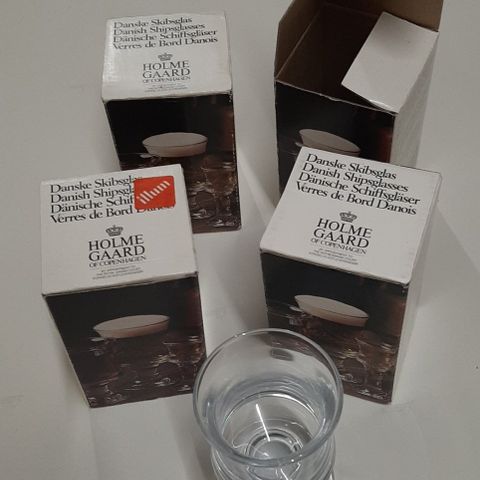 Danske Skibsglas
Danish Shipsglasses
Dänische Schiffsgläser
Verres de Bord Danois
HOLME
GAARD
OF COPENHAGEN
Danske Skibsglas
Danish Shipsg
Dänische Schiff
Verres de Bord Danois
HOLME
GAARD
OF COPENHAGEN
Danske Skibsglas
Danish Shipsglasses
Dänische Schiffsgläser
Verres de Bord Danois
HOLME
GAARD
OF COPENHAGEN